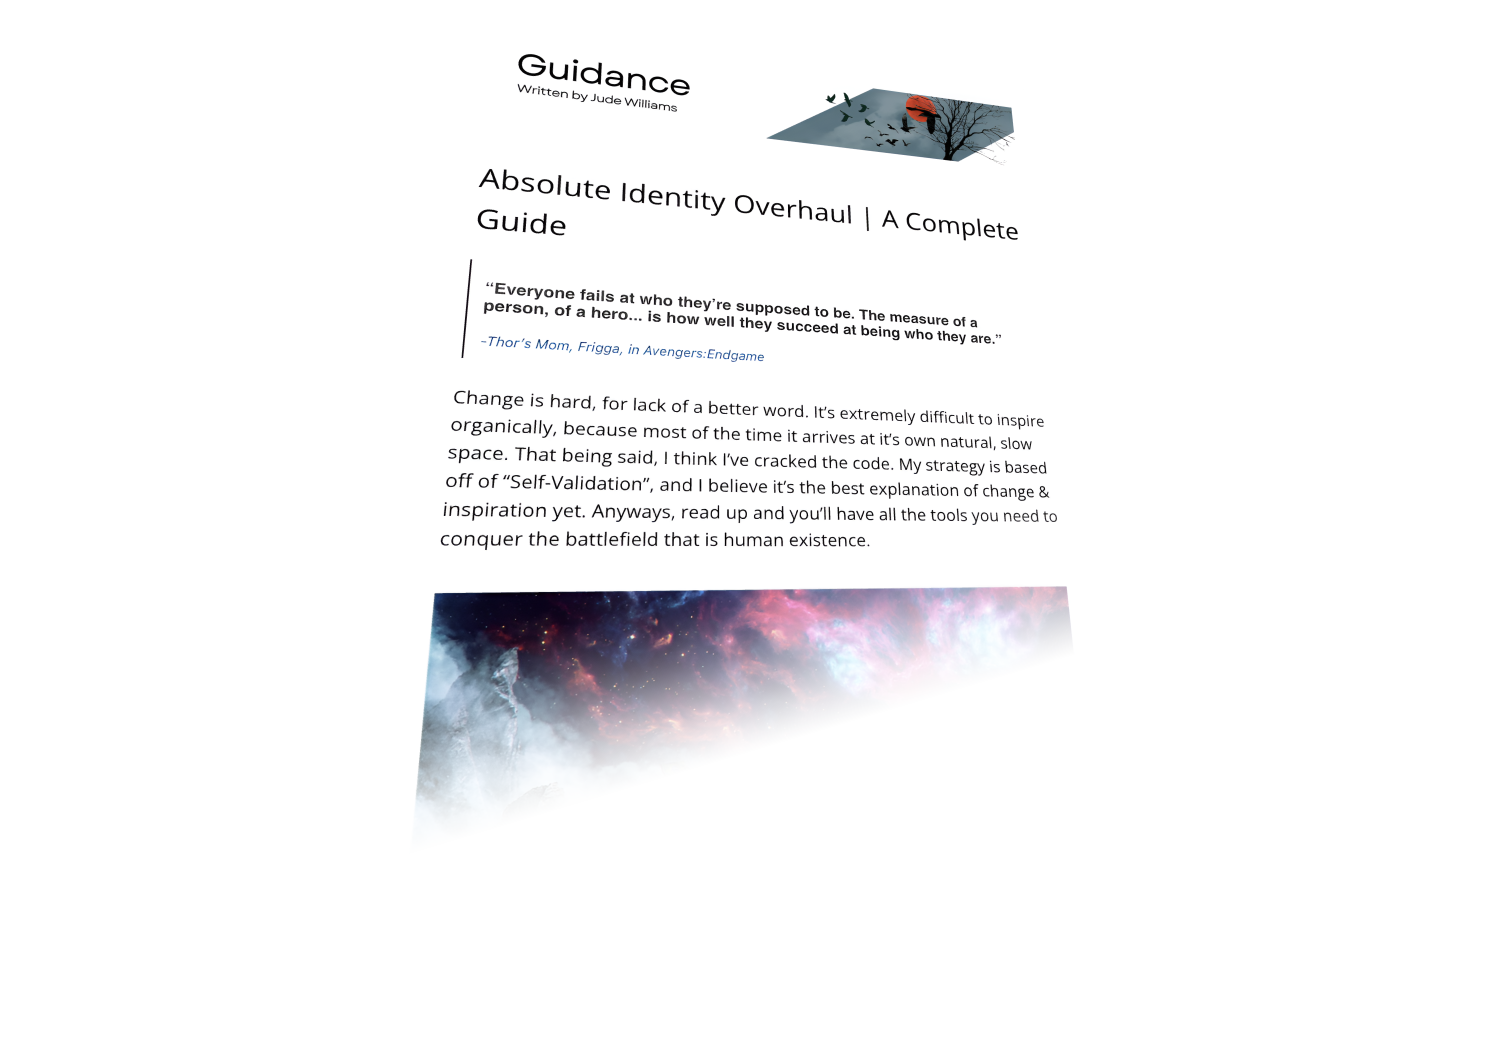 Guidance
Written by Jude Williams
Absolute Identity Overhaul | A Complete
Guide
“Everyone fails at who they’re supposed to be. The measure of a
person, of a hero... is how well they succeed at being who they are.”
–Thor’s Mom, Frigga, in Avengers:Endgame
Change is hard, for lack of a better word. It’s extremely difficult to inspire
organically, because most of the time it arrives at it’s own natural, slow
space. That being said, I think I’ve cracked the code. My strategy is based
off of “Self-Validation”, and I believe it’s the best explanation of change &
inspiration yet. Anyways, read up and you’ll have all the tools you need to
conquer the battlefield that is human existence.